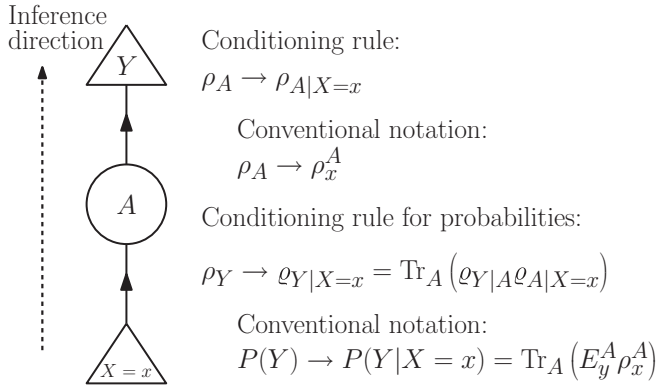 Inference
direction
Y
A
X = x
Conditioning rule:
ρ_A → ρ_{A|X=x}
Conventional notation:
ρ_A → ρ_x^A
Conditioning rule for probabilities:
ρ_Y → ϱ_{Y|X=x} = Tr_A (ϱ_{Y|A} ϱ_{A|X=x})
Conventional notation:
P(Y) → P(Y|X = x) = Tr_A (E_y^A ρ_x^A)